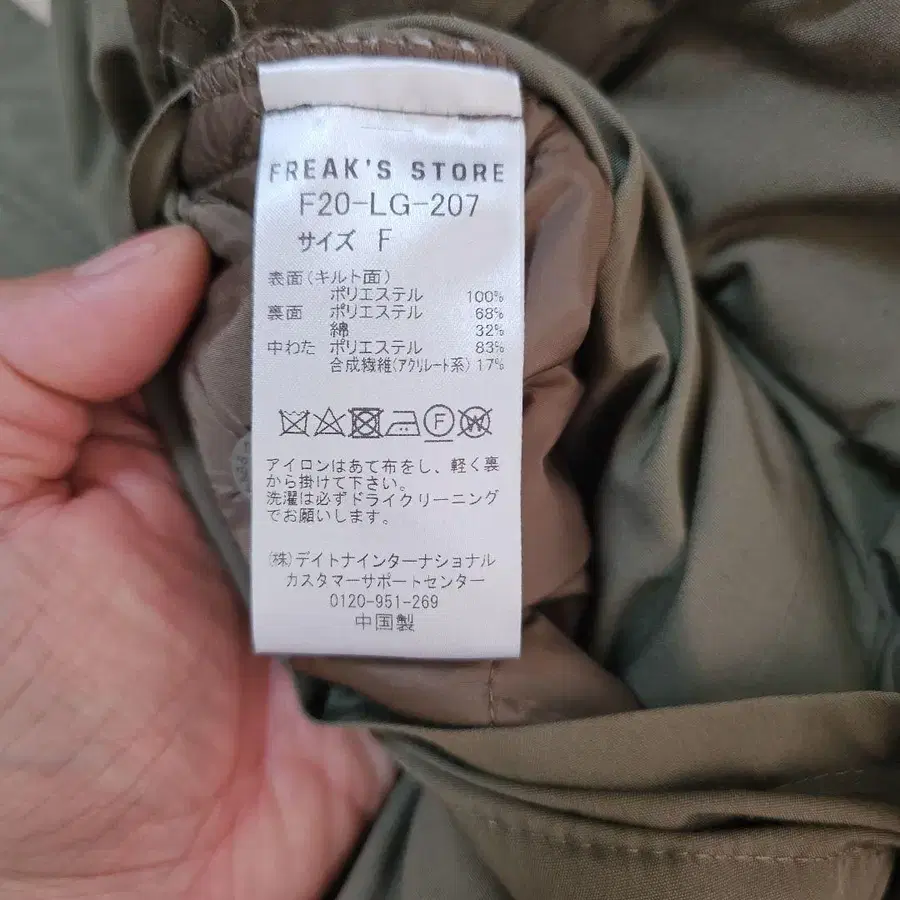 FREAK'S STORE
F20-LG-207
サイズ F
表面(キルト面)
ポリエステル 100%
裏面 ポリエステル 68%
綿 32%
中わた ポリエステル 83%
合成繊維(アクリレート系) 17%
F W
アイロンはあて布をし、軽く裏
から掛けて下さい。
洗濯は必ずドライクリーニング
でお願いします。
(株)デイトナインターナショナル
カスタマーサポートセンター
0120-951-269
中国製